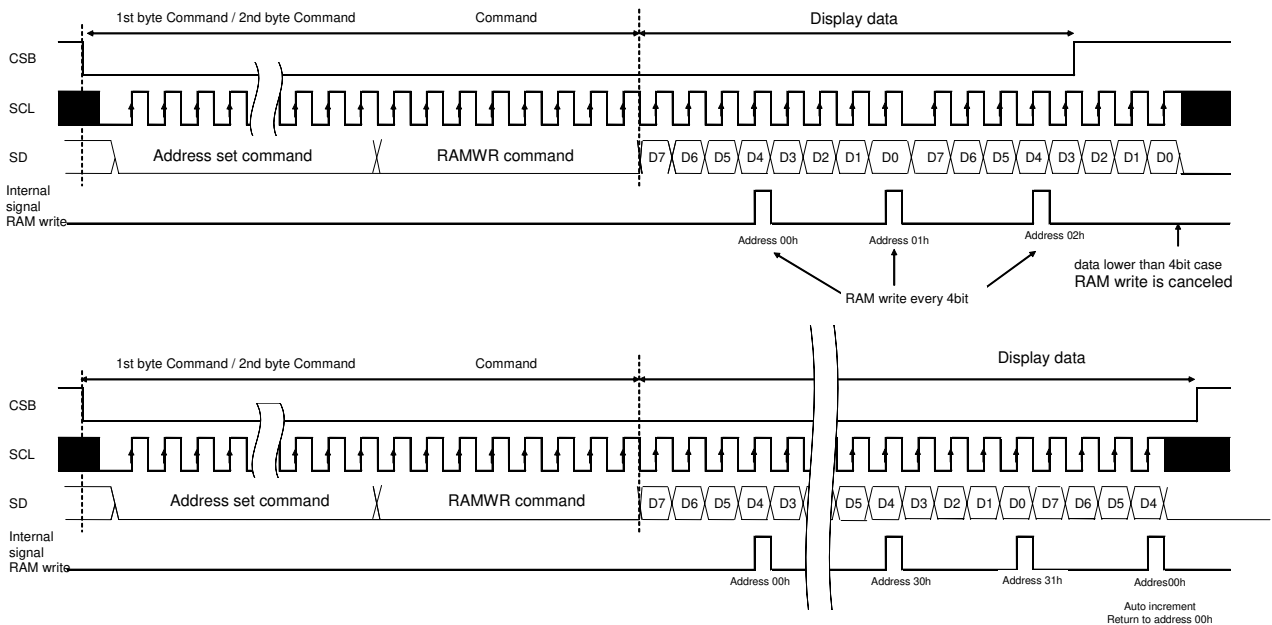 1st byte Command / 2nd byte Command Command Display data
CSB
SCL
SD Address set command RAMWR command D7 D6 D5 D4 D3 D2 D1 D0 D7 D6 D5 D4 D3 D2 D1 D0
Internal
signal
RAM write
Address 00h Address 01h Address 02h
data lower than 4bit case
RAM write is canceled
RAM write every 4bit
1st byte Command / 2nd byte Command Command Display data
CSB
SCL
SD Address set command RAMWR command D7 D6 D5 D4 D3 D5 D4 D3 D2 D1 D0 D7 D6 D5 D4
Internal
signal
RAM write
Address 00h Address 30h Address 31h Addres00h
Auto increment
Return to address 00h